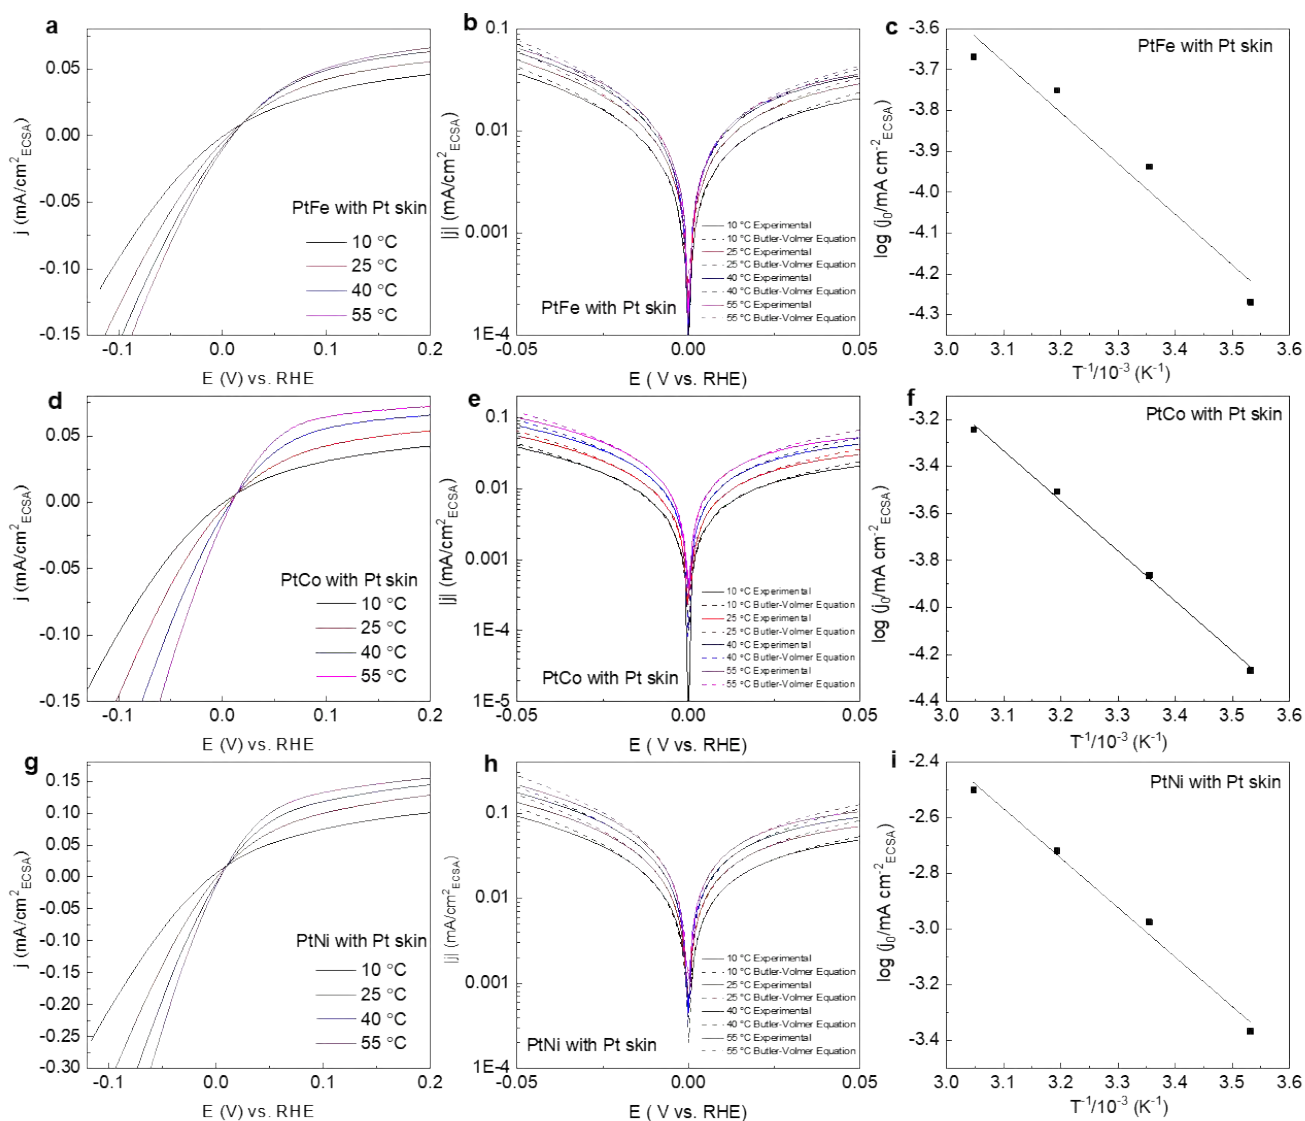 a
0.05
0.00
-0.05
-0.10
-0.15
j (mA/cm²ECSA)
PtFe with Pt skin
10 °C
25 °C
40 °C
55 °C
-0.1 0.0 0.1 0.2
E (V) vs. RHE
b
0.1
0.01
0.001
1E-4
|j| (mA/cm²ECSA)
10 °C Experimental
10 °C Butler-Volmer Equation
25 °C Experimental
25 °C Butler-Volmer Equation
40 °C Experimental
40 °C Butler-Volmer Equation
55 °C Experimental
55 °C Butler-Volmer Equation
PtFe with Pt skin
-0.05 0.00 0.05
E ( V vs. RHE)
c
PtFe with Pt skin
-3.6
-3.7
-3.8
-3.9
-4.0
-4.1
-4.2
-4.3
log (j₀/mA cm⁻²ECSA)
3.0 3.1 3.2 3.3 3.4 3.5 3.6
T⁻¹/10⁻³ (K⁻¹)
d
0.05
0.00
-0.05
-0.10
-0.15
j (mA/cm²ECSA)
PtCo with Pt skin
10 °C
25 °C
40 °C
55 °C
-0.1 0.0 0.1 0.2
E (V) vs. RHE
e
0.1
0.01
0.001
1E-4
1E-5
|j| (mA/cm²ECSA)
10 °C Experimental
10 °C Butler-Volmer Equation
25 °C Experimental
25 °C Butler-Volmer Equation
40 °C Experimental
40 °C Butler-Volmer Equation
55 °C Experimental
55 °C Butler-Volmer Equation
PtCo with Pt skin
-0.05 0.00 0.05
E ( V vs. RHE)
f
PtCo with Pt skin
-3.2
-3.4
-3.6
-3.8
-4.0
-4.2
-4.4
log (j₀/mA cm⁻²ECSA)
3.0 3.1 3.2 3.3 3.4 3.5 3.6
T⁻¹/10⁻³ (K⁻¹)
g
0.15
0.10
0.05
0.00
-0.05
-0.10
-0.15
-0.20
-0.25
-0.30
j (mA/cm²ECSA)
PtNi with Pt skin
10 °C
25 °C
40 °C
55 °C
-0.1 0.0 0.1 0.2
E (V) vs. RHE
h
0.1
0.01
0.001
1E-4
|j| (mA/cm²ECSA)
10 °C Experimental
10 °C Butler-Volmer Equation
25 °C Experimental
25 °C Butler-Volmer Equation
40 °C Experimental
40 °C Butler-Volmer Equation
55 °C Experimental
55 °C Butler-Volmer Equation
PtNi with Pt skin
-0.05 0.00 0.05
E ( V vs. RHE)
i
PtNi with Pt skin
-2.4
-2.6
-2.8
-3.0
-3.2
-3.4
log (j₀/mA cm⁻²ECSA)
3.0 3.1 3.2 3.3 3.4 3.5 3.6
T⁻¹/10⁻³ (K⁻¹)